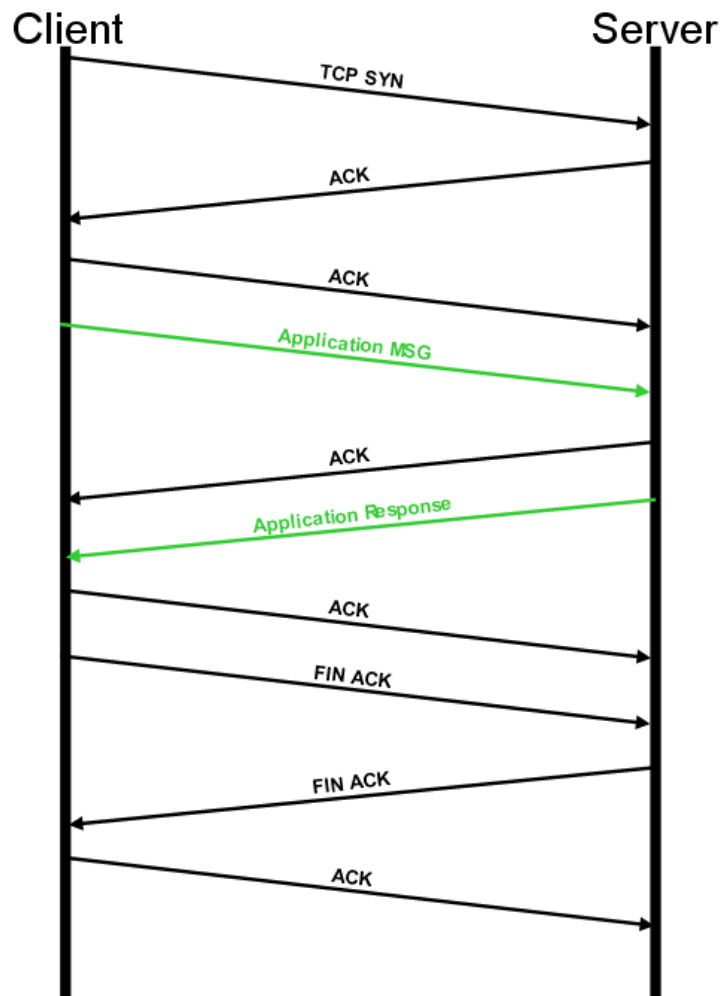 Client
Server
TCP SYN
ACK
ACK
Application MSG
ACK
Application Response
ACK
FIN ACK
FIN ACK
ACK